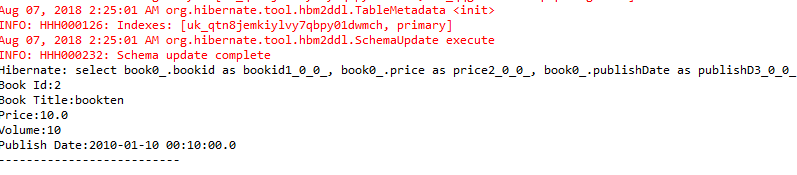 Aug 07, 2018 2:25:01 AM org.hibernate.tool.hbm2ddl.TableMetadata <init>
INFO: HHH000126: Indexes: [uk_qtn8jemkiylvy7qbpy01dwmch, primary]
Aug 07, 2018 2:25:01 AM org.hibernate.tool.hbm2ddl.SchemaUpdate execute
INFO: HHH000232: Schema update complete
Hibernate: select book0_.bookid as bookid1_0_0_, book0_.price as price2_0_0_, book0_.publishDate as publishD3_0_0_
Book Id:2
Book Title:bookten
Price:10.0
Volume:10
Publish Date:2010-01-10 00:10:00.0
---------------------------